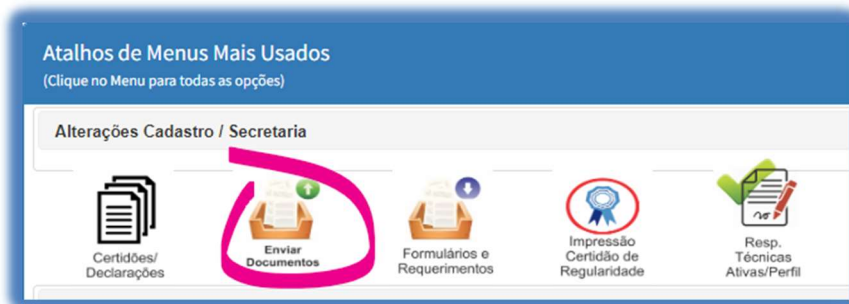 Atalhos de Menus Mais Usados
(Clique no Menu para todas as opções)
Alterações Cadastro / Secretaria
Certidões/
Declarações
Enviar
Documentos
Formulários e
Requerimentos
Impressão
Certidão de
Regularidade
Resp.
Técnicas
Ativas/Perfil